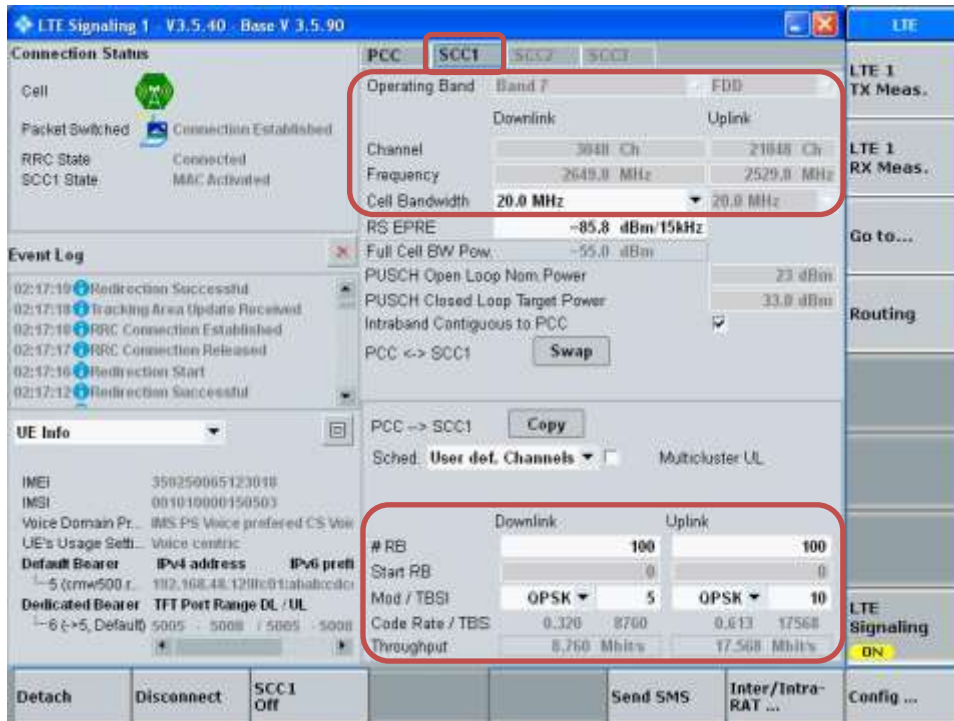 LTE Signaling 1 - V3.5.40 - Base V 3.5.90
LTE
Connection Status
Cell
Packet Switched Connection Established
RRC State Connected
SCC1 State MAC Activated
Event Log
02:17:19 Redirection Successful
02:17:18 Tracking Area Update Received
02:17:18 RRC Connection Established
02:17:17 RRC Connection Released
02:17:16 Redirection Start
02:17:12 Redirection Successful
UE Info
IMEI 350250065123010
IMSI 001010000150503
Voice Domain Pr... IMS PS Voice prefered CS Voi
UE's Usage Setti... Voice centric
Default Bearer IPv4 address IPv6 prefi
5 (cmw500.r...
Dedicated Bearer TFT Port Range DL / UL
6 (->5, Default) 5005 - 5008 / 5005 - 5008
PCC SCC1 SCC2 SCC3
Operating Band Band 7 FDD
Downlink Uplink
Channel 3048 Ch 21048 Ch
Frequency 2649.8 MHz 2529.8 MHz
Cell Bandwidth 20.0 MHz 20.0 MHz
RS EPRE -85.8 dBm/15kHz
Full Cell BW Pow. -55.0 dBm
PUSCH Open Loop Nom.Power 23 dBm
PUSCH Closed Loop Target Power 33.0 dBm
Intraband Contiguous to PCC
PCC <-> SCC1 Swap
PCC --> SCC1 Copy
Sched. User def. Channels Multicluster UL
Downlink Uplink
# RB 100 100
Start RB 0 0
Mod / TBSI QPSK 5 QPSK 10
Code Rate / TBS 0.320 8760 0.613 17568
Throughput 8.760 Mbit/s 17.568 Mbit/s
LTE 1
TX Meas.
LTE 1
RX Meas.
Go to...
Routing
LTE
Signaling
ON
Detach
Disconnect
SCC1
Off
Send SMS
Inter/Intra-
RAT ...
Config ...